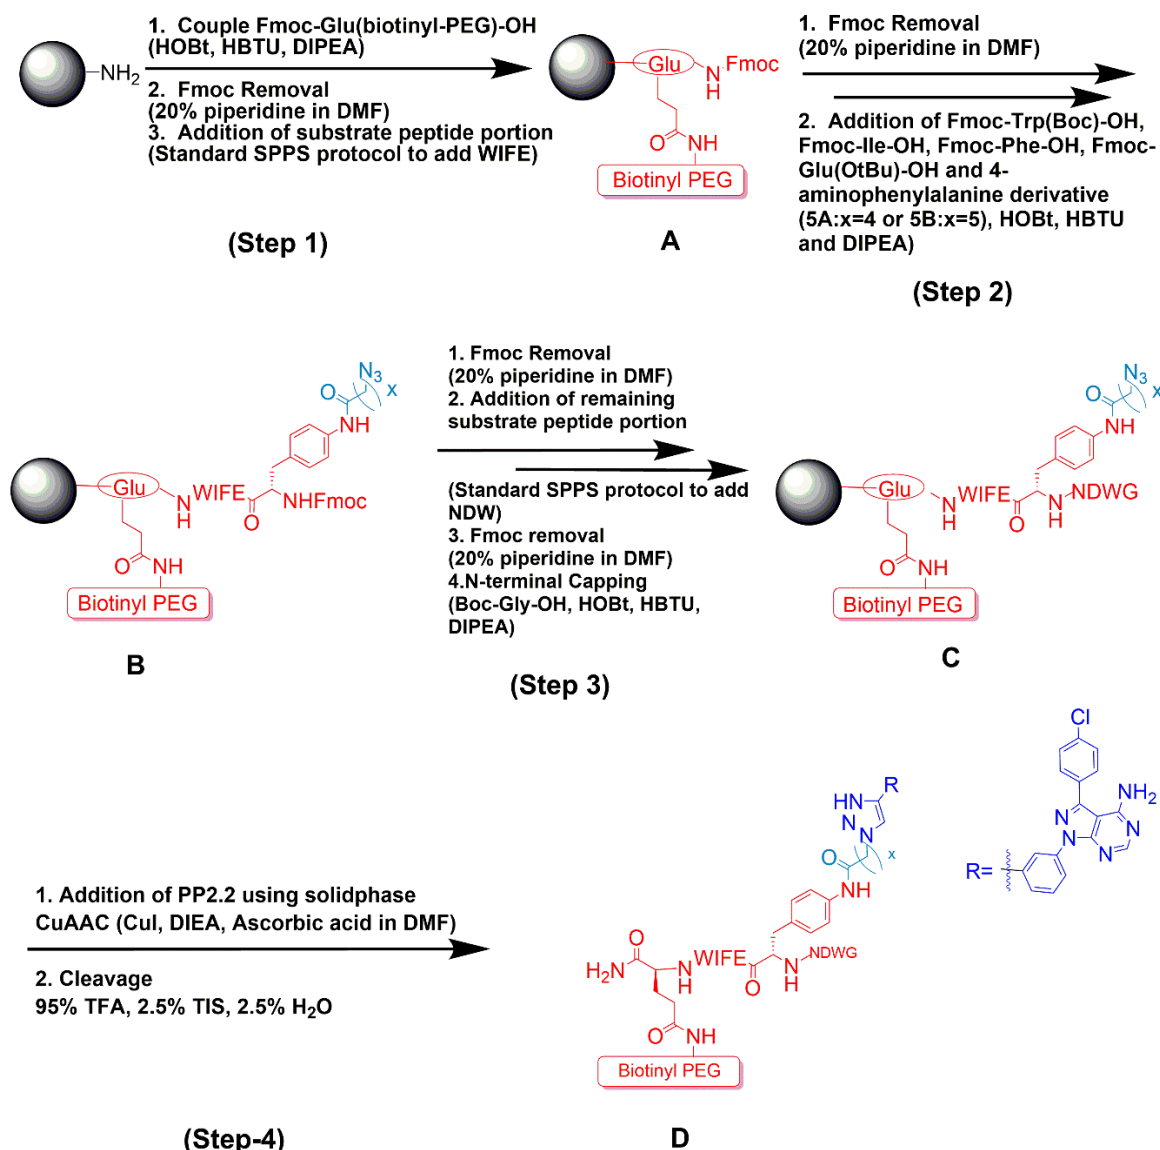 NH2
1. Couple Fmoc-Glu(biotinyl-PEG)-OH
(HOBt, HBTU, DIPEA)
2. Fmoc Removal
(20% piperidine in DMF)
3. Addition of substrate peptide portion
(Standard SPPS protocol to add WIFE)
(Step 1)
Glu
N
H
Fmoc
O
NH
Biotinyl PEG
A
1. Fmoc Removal
(20% piperidine in DMF)
2. Addition of Fmoc-Trp(Boc)-OH,
Fmoc-Ile-OH, Fmoc-Phe-OH, Fmoc-
Glu(OtBu)-OH and 4-
aminophenylalanine derivative
(5A:x=4 or 5B:x=5), HOBt, HBTU
and DIPEA)
(Step 2)
N3
x
O
NH
Glu
N
H
WIFE
O
NHFmoc
O
NH
Biotinyl PEG
B
1. Fmoc Removal
(20% piperidine in DMF)
2. Addition of remaining
substrate peptide portion
(Standard SPPS protocol to add
NDW)
3. Fmoc removal
(20% piperidine in DMF)
4.N-terminal Capping
(Boc-Gly-OH, HOBt, HBTU,
DIPEA)
(Step 3)
N3
x
O
NH
Glu
N
H
WIFE
O
N
H
NDWG
O
NH
Biotinyl PEG
C
1. Addition of PP2.2 using solidphase
CuAAC (CuI, DIEA, Ascorbic acid in DMF)
2. Cleavage
95% TFA, 2.5% TIS, 2.5% H2O
(Step-4)
R
HN
N
N
x
O
NH
O
H2N
N
H
WIFE
O
N
H
NDWG
O
NH
Biotinyl PEG
D
Cl
NH2
N
N
N
N
R=